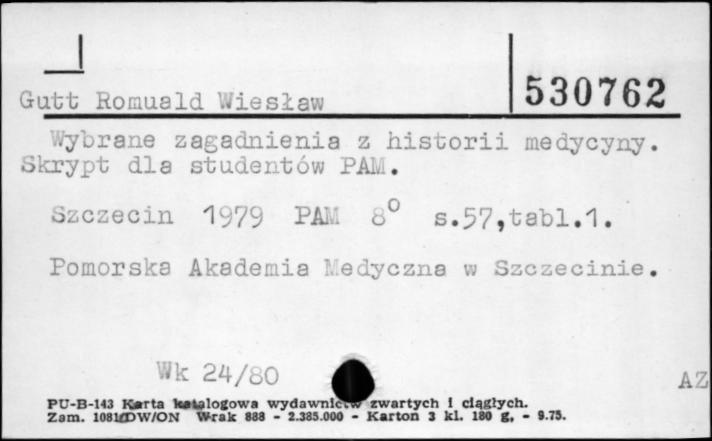 Gutt Romuald Wiesław
530762
Wybrane zagadnienia z historii medycyny.
Skrypt dla studentów PAM.
Szczecin 1979 PAM 8° s.57,tabl.1.
Pomorska Akademia Medyczna w Szczecinie.
Wk 24/80
AZ
PU-B-143 Karta katalogowa wydawnictw zwartych i ciągłych.
Zam. 1081/DW/ON Wrak 888 - 2.385.000 - Karton 3 kl. 180 g, - 9.75.